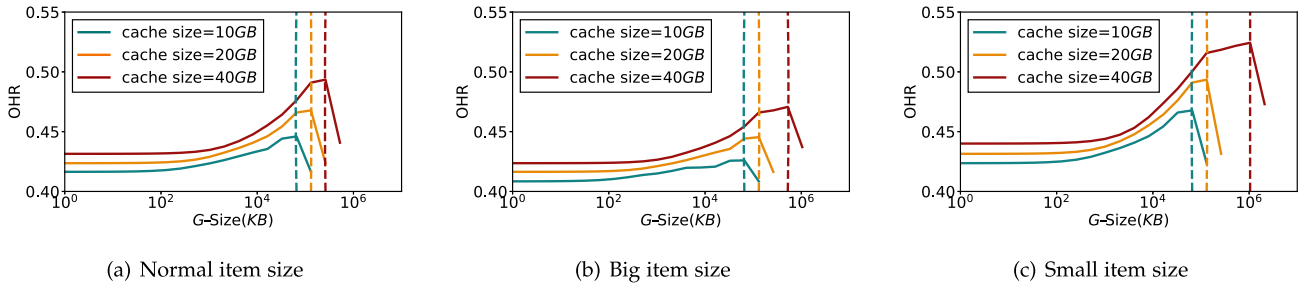 0.55
0.50
0.45
0.40
OHR
cache size=10GB
cache size=20GB
cache size=40GB
10^0
10^2
10^4
10^6
G-Size(KB)
(a) Normal item size
0.55
0.50
0.45
0.40
OHR
cache size=10GB
cache size=20GB
cache size=40GB
10^0
10^2
10^4
10^6
G-Size(KB)
(b) Big item size
0.55
0.50
0.45
0.40
OHR
cache size=10GB
cache size=20GB
cache size=40GB
10^0
10^2
10^4
10^6
G-Size(KB)
(c) Small item size